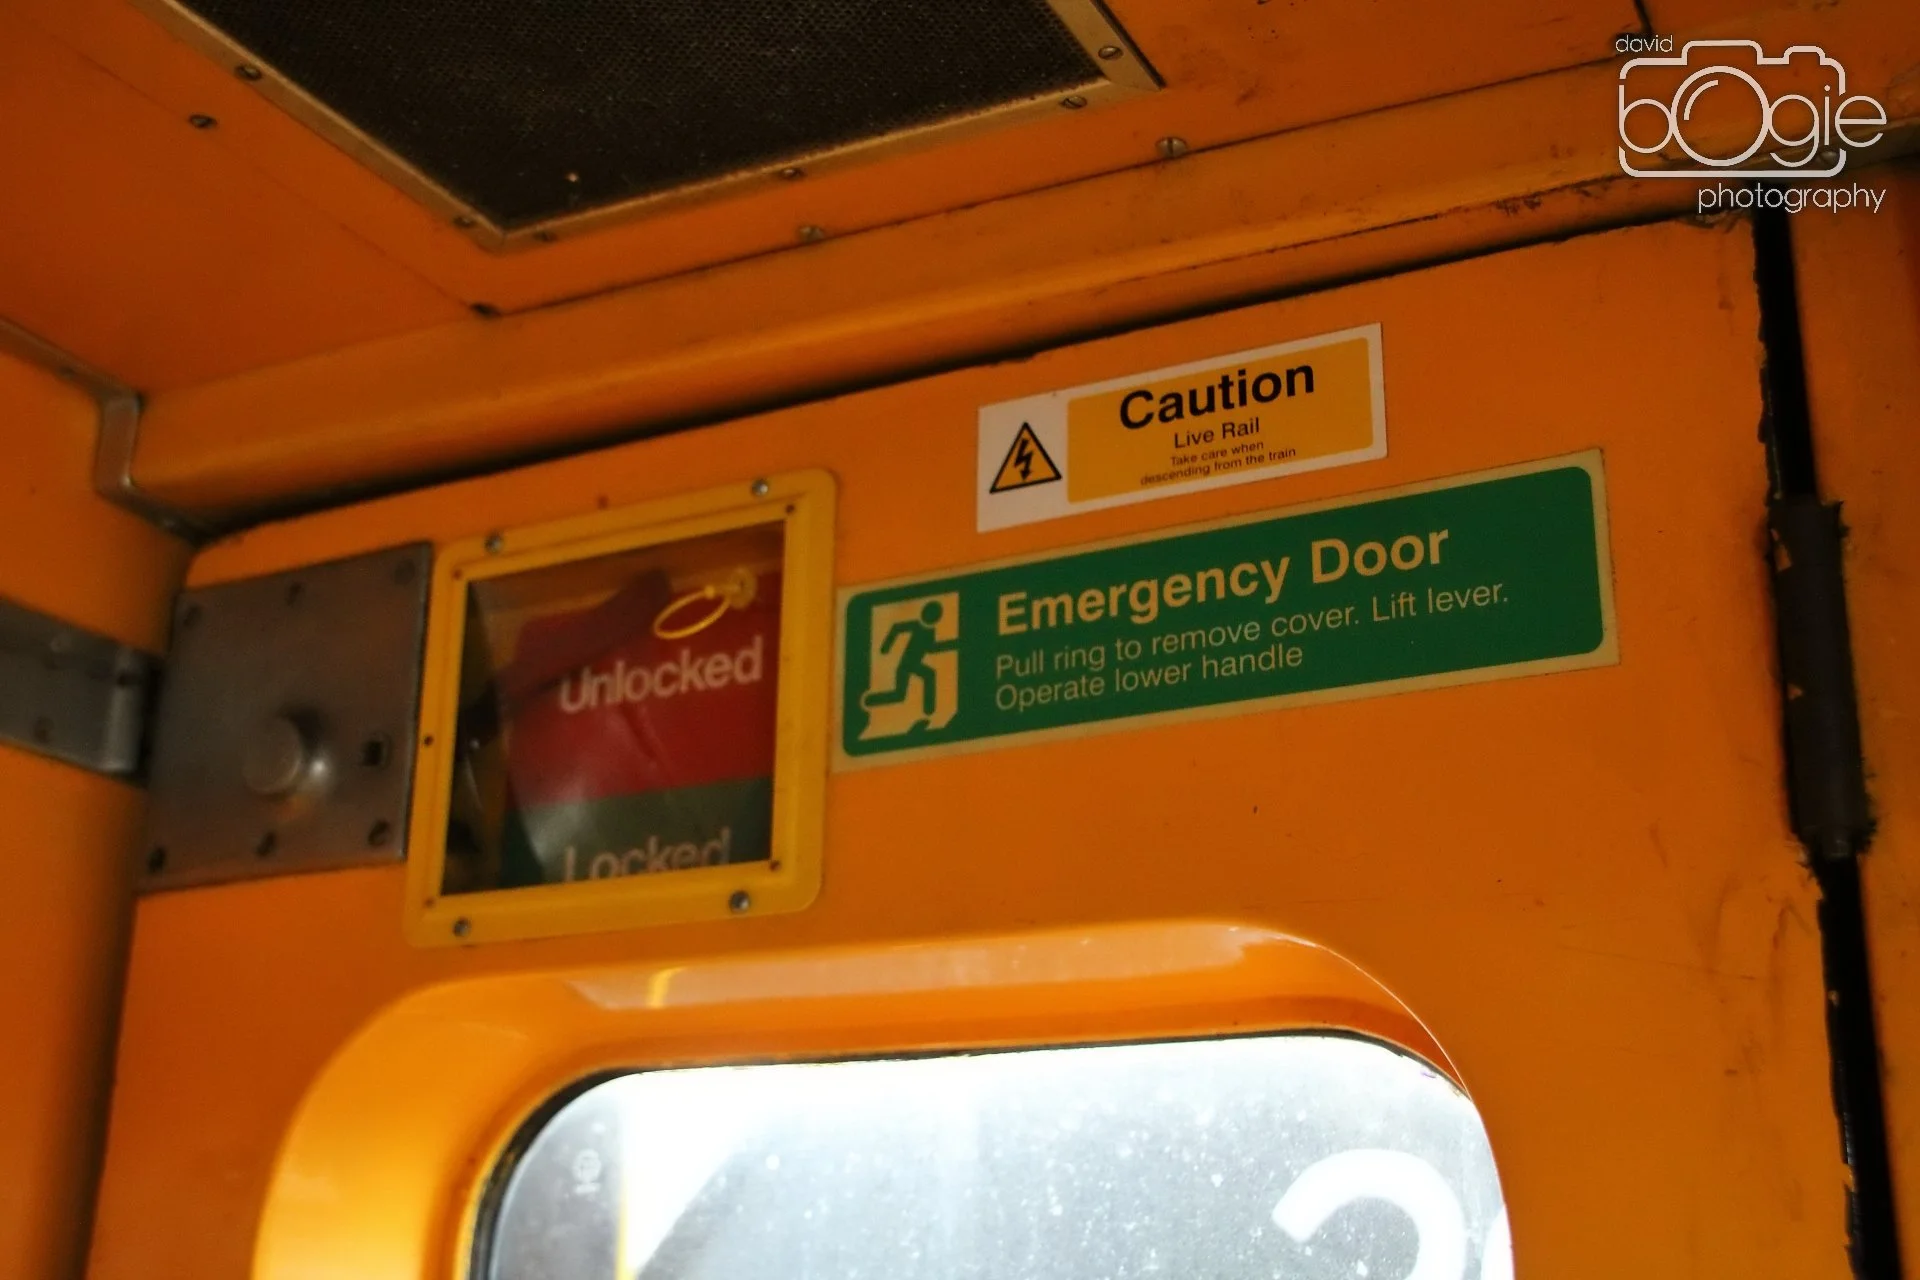 david
bOgie
photography
Caution
Live Rail
Take care when
descending from the train
Emergency Door
Pull ring to remove cover. Lift lever.
Operate lower handle
Unlocked
Locked